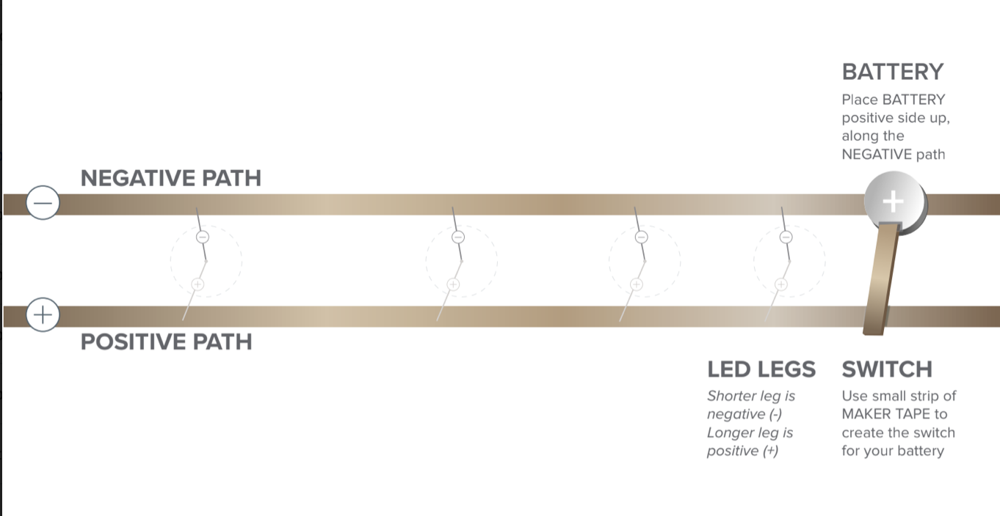 BATTERY
Place BATTERY
positive side up,
along the
NEGATIVE path
NEGATIVE PATH
POSITIVE PATH
LED LEGS
Shorter leg is
negative (-)
Longer leg is
positive (+)
SWITCH
Use small strip of
MAKER TAPE to
create the switch
for your battery